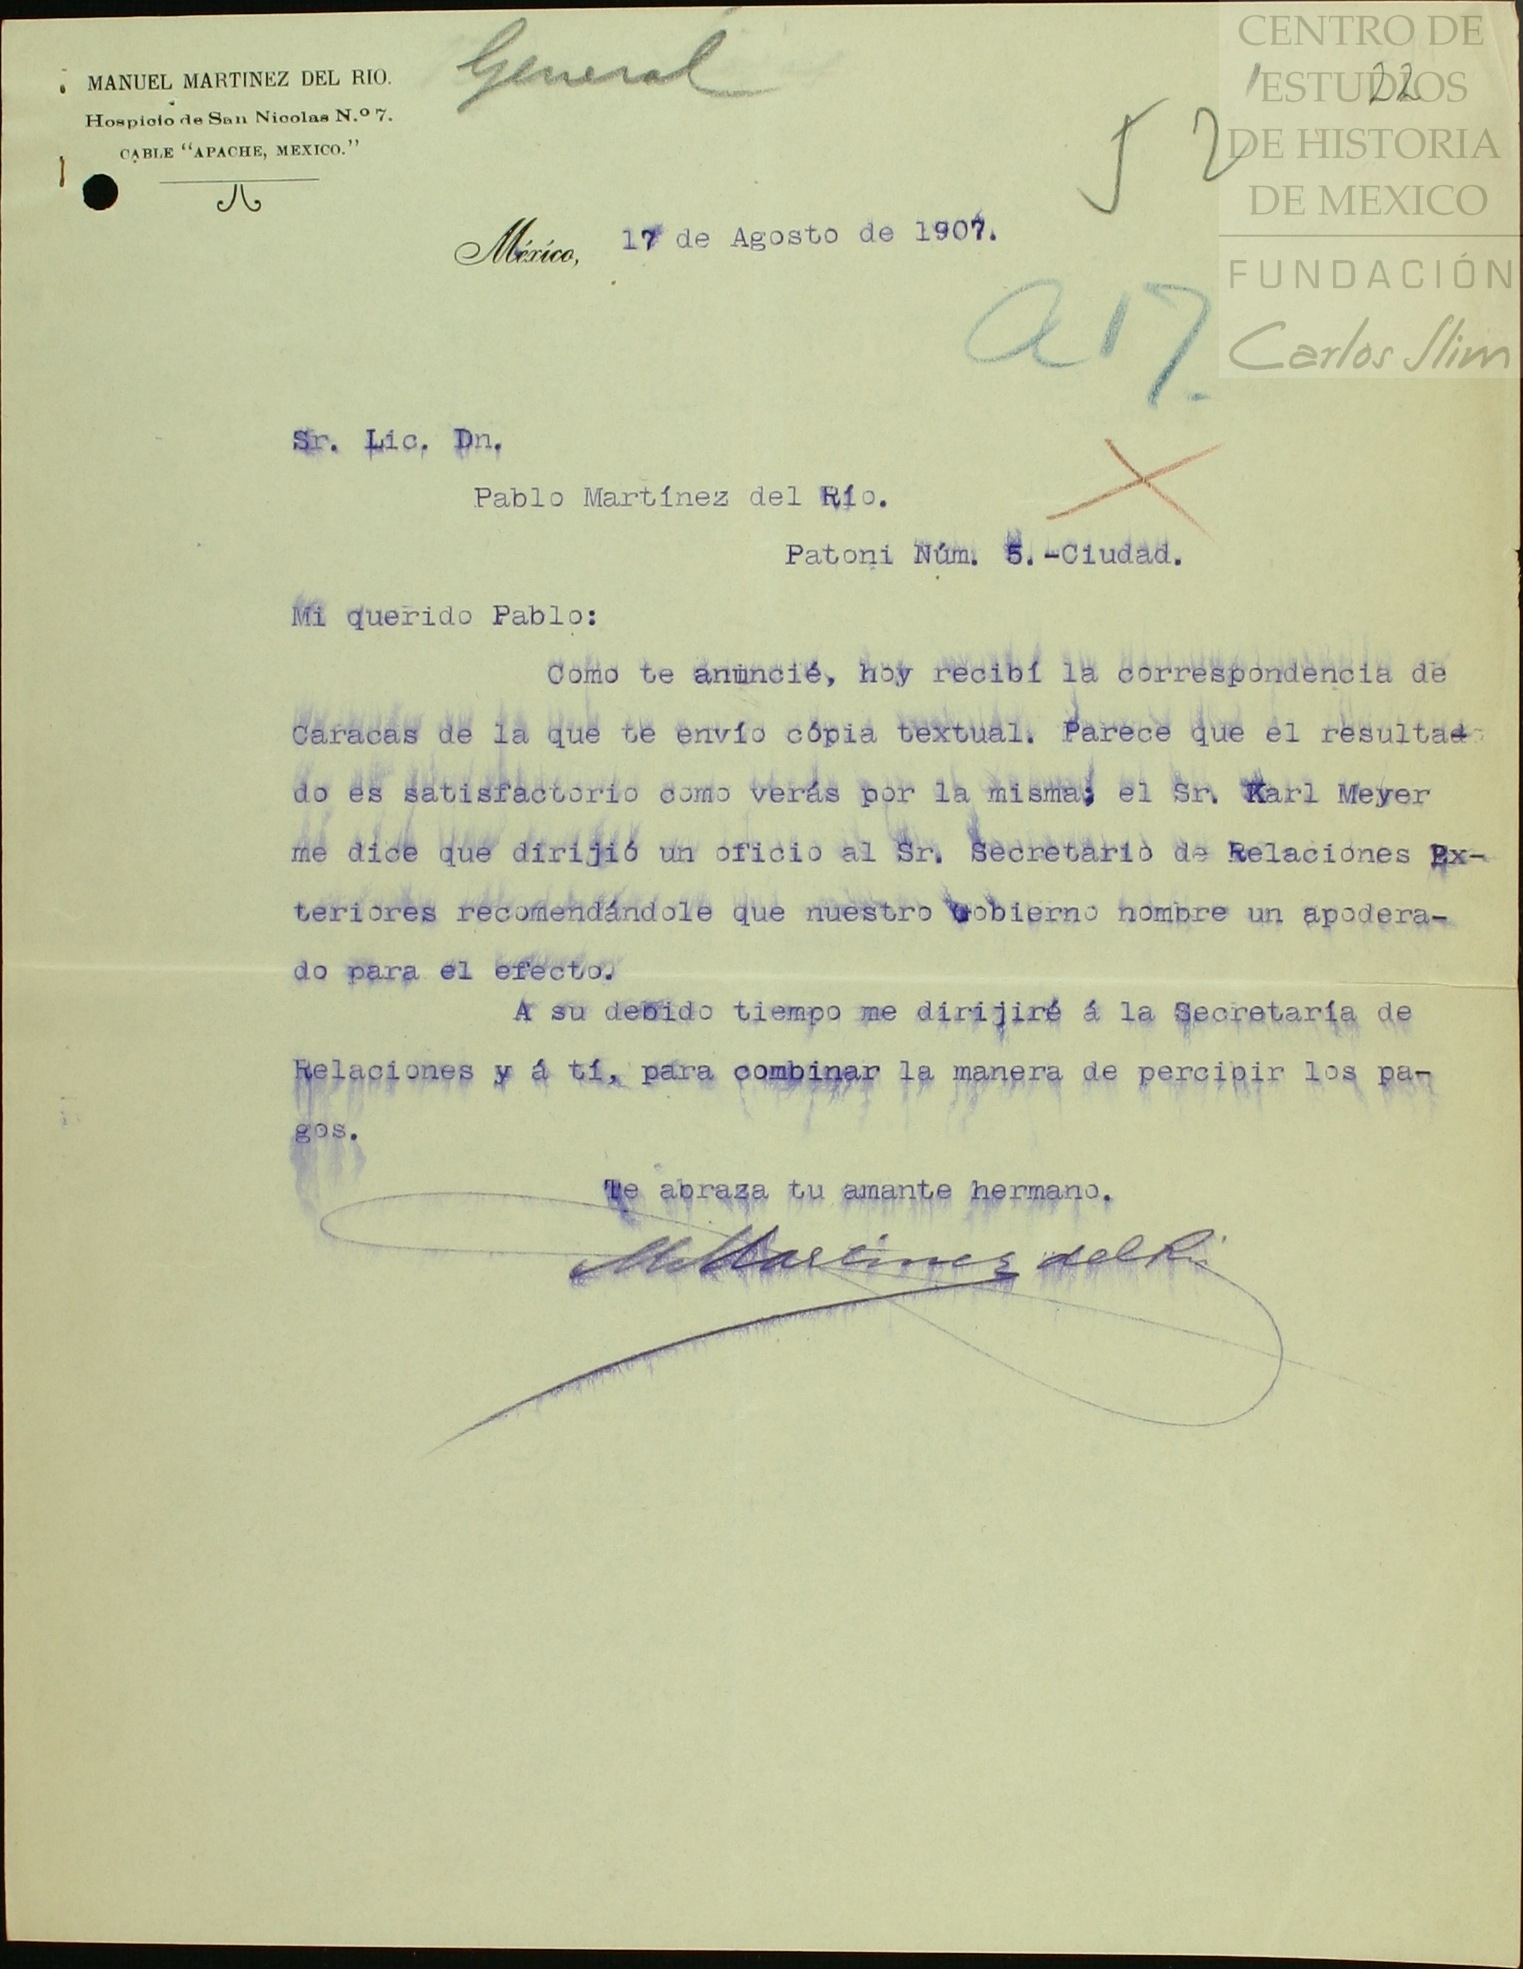 General
MANUEL MARTINEZ DEL RIO.
Hospicio de San Nicolas N.º 7.
CABLE "APACHE, MEXICO."
CENTRO DE
ESTUDIOS
DE HISTORIA
DE MEXICO
FUNDACIÓN
Carlos Slim
22
52
México, 17 de Agosto de 1907.
a 17.
Sr. Lic. Dn.
Pablo Martínez del Río.
Patoni Núm. 5.-Ciudad.
Mi querido Pablo:
Como te anuncié, hoy recibí la correspondencia de
Caracas de la que te envío cópia textual. Parece que el resultado
do es satisfactorio como verás por la misma; el Sr. Karl Meyer
me dice que dirijió un oficio al Sr. Secretario de Relaciones Ex-
teriores recomendándole que nuestro Gobierno nombre un apodera-
do para el efecto.
A su debido tiempo me dirijiré á la Secretaría de
Relaciones y á tí, para combinar la manera de percibir los pa-
gos.
Te abraza tu amante hermano.
M. Martinez del Rio